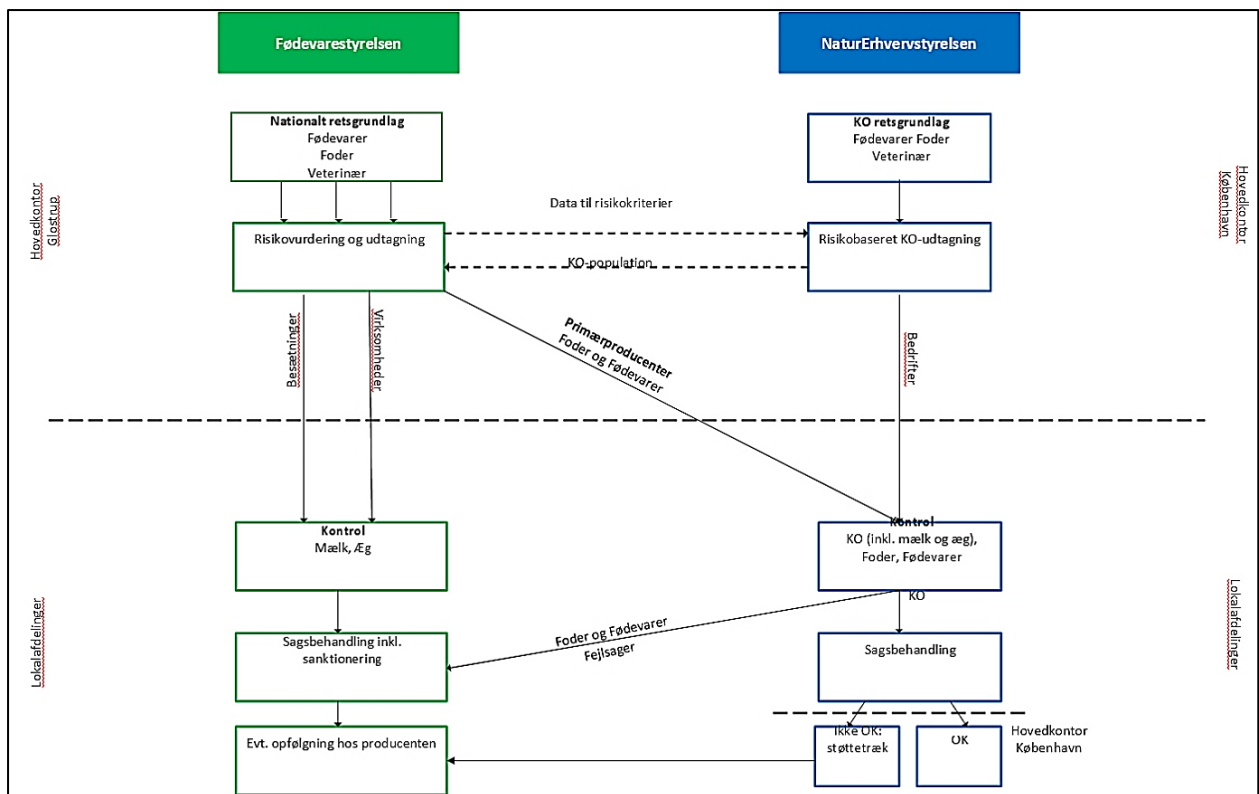 Fødevarestyrelsen
NaturErhvervstyrelsen
Nationalt retsgrundlag
Fødevarer
Foder
Veterinær
KO retsgrundlag
Fødevarer Foder
Veterinær
Hovedkontor
Glostrup
Hovedkontor
København
Data til risikokriterier
Risikovurdering og udtagning
Risikobaseret KO-udtagning
KO-population
Besætninger
Virksomheder
Primærproducenter
Foder og Fødevarer
Bedrifter
Kontrol
Mælk, Æg
Kontrol
KO (inkl. mælk og æg),
Foder, Fødevarer
KO
Lokalafdelinger
Lokalafdelinger
Foder og Fødevarer
Fejlsager
Sagsbehandling inkl.
sanktionering
Sagsbehandling
Evt. opfølgning hos producenten
Ikke OK:
støttetræk
OK
Hovedkontor
København